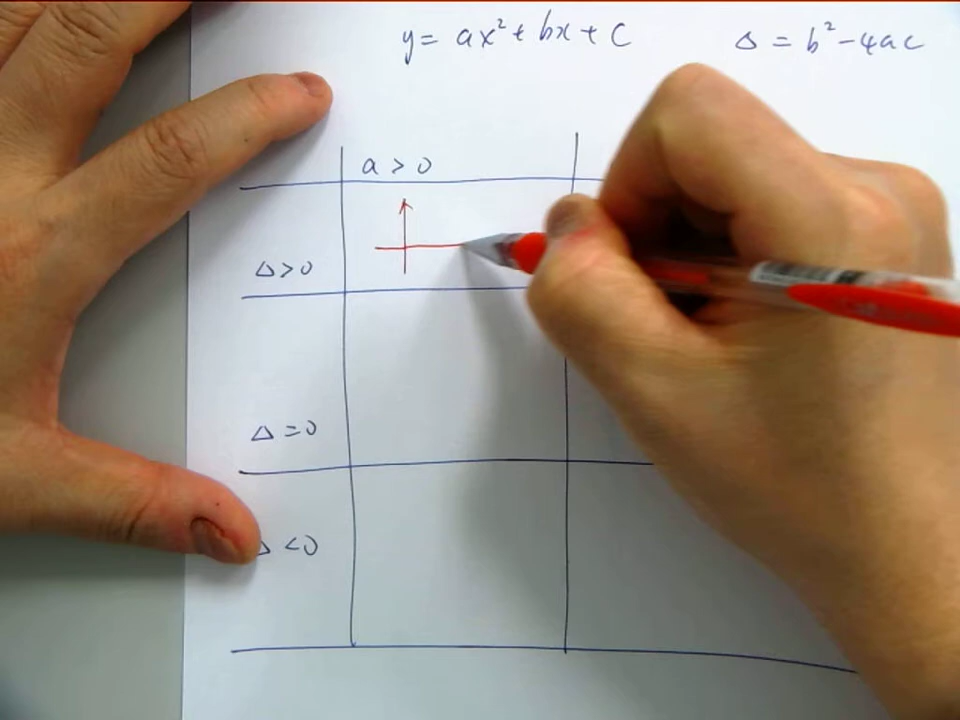 y = ax² + bx + c
Δ = b² - 4ac
a > 0
Δ > 0
Δ = 0
Δ < 0